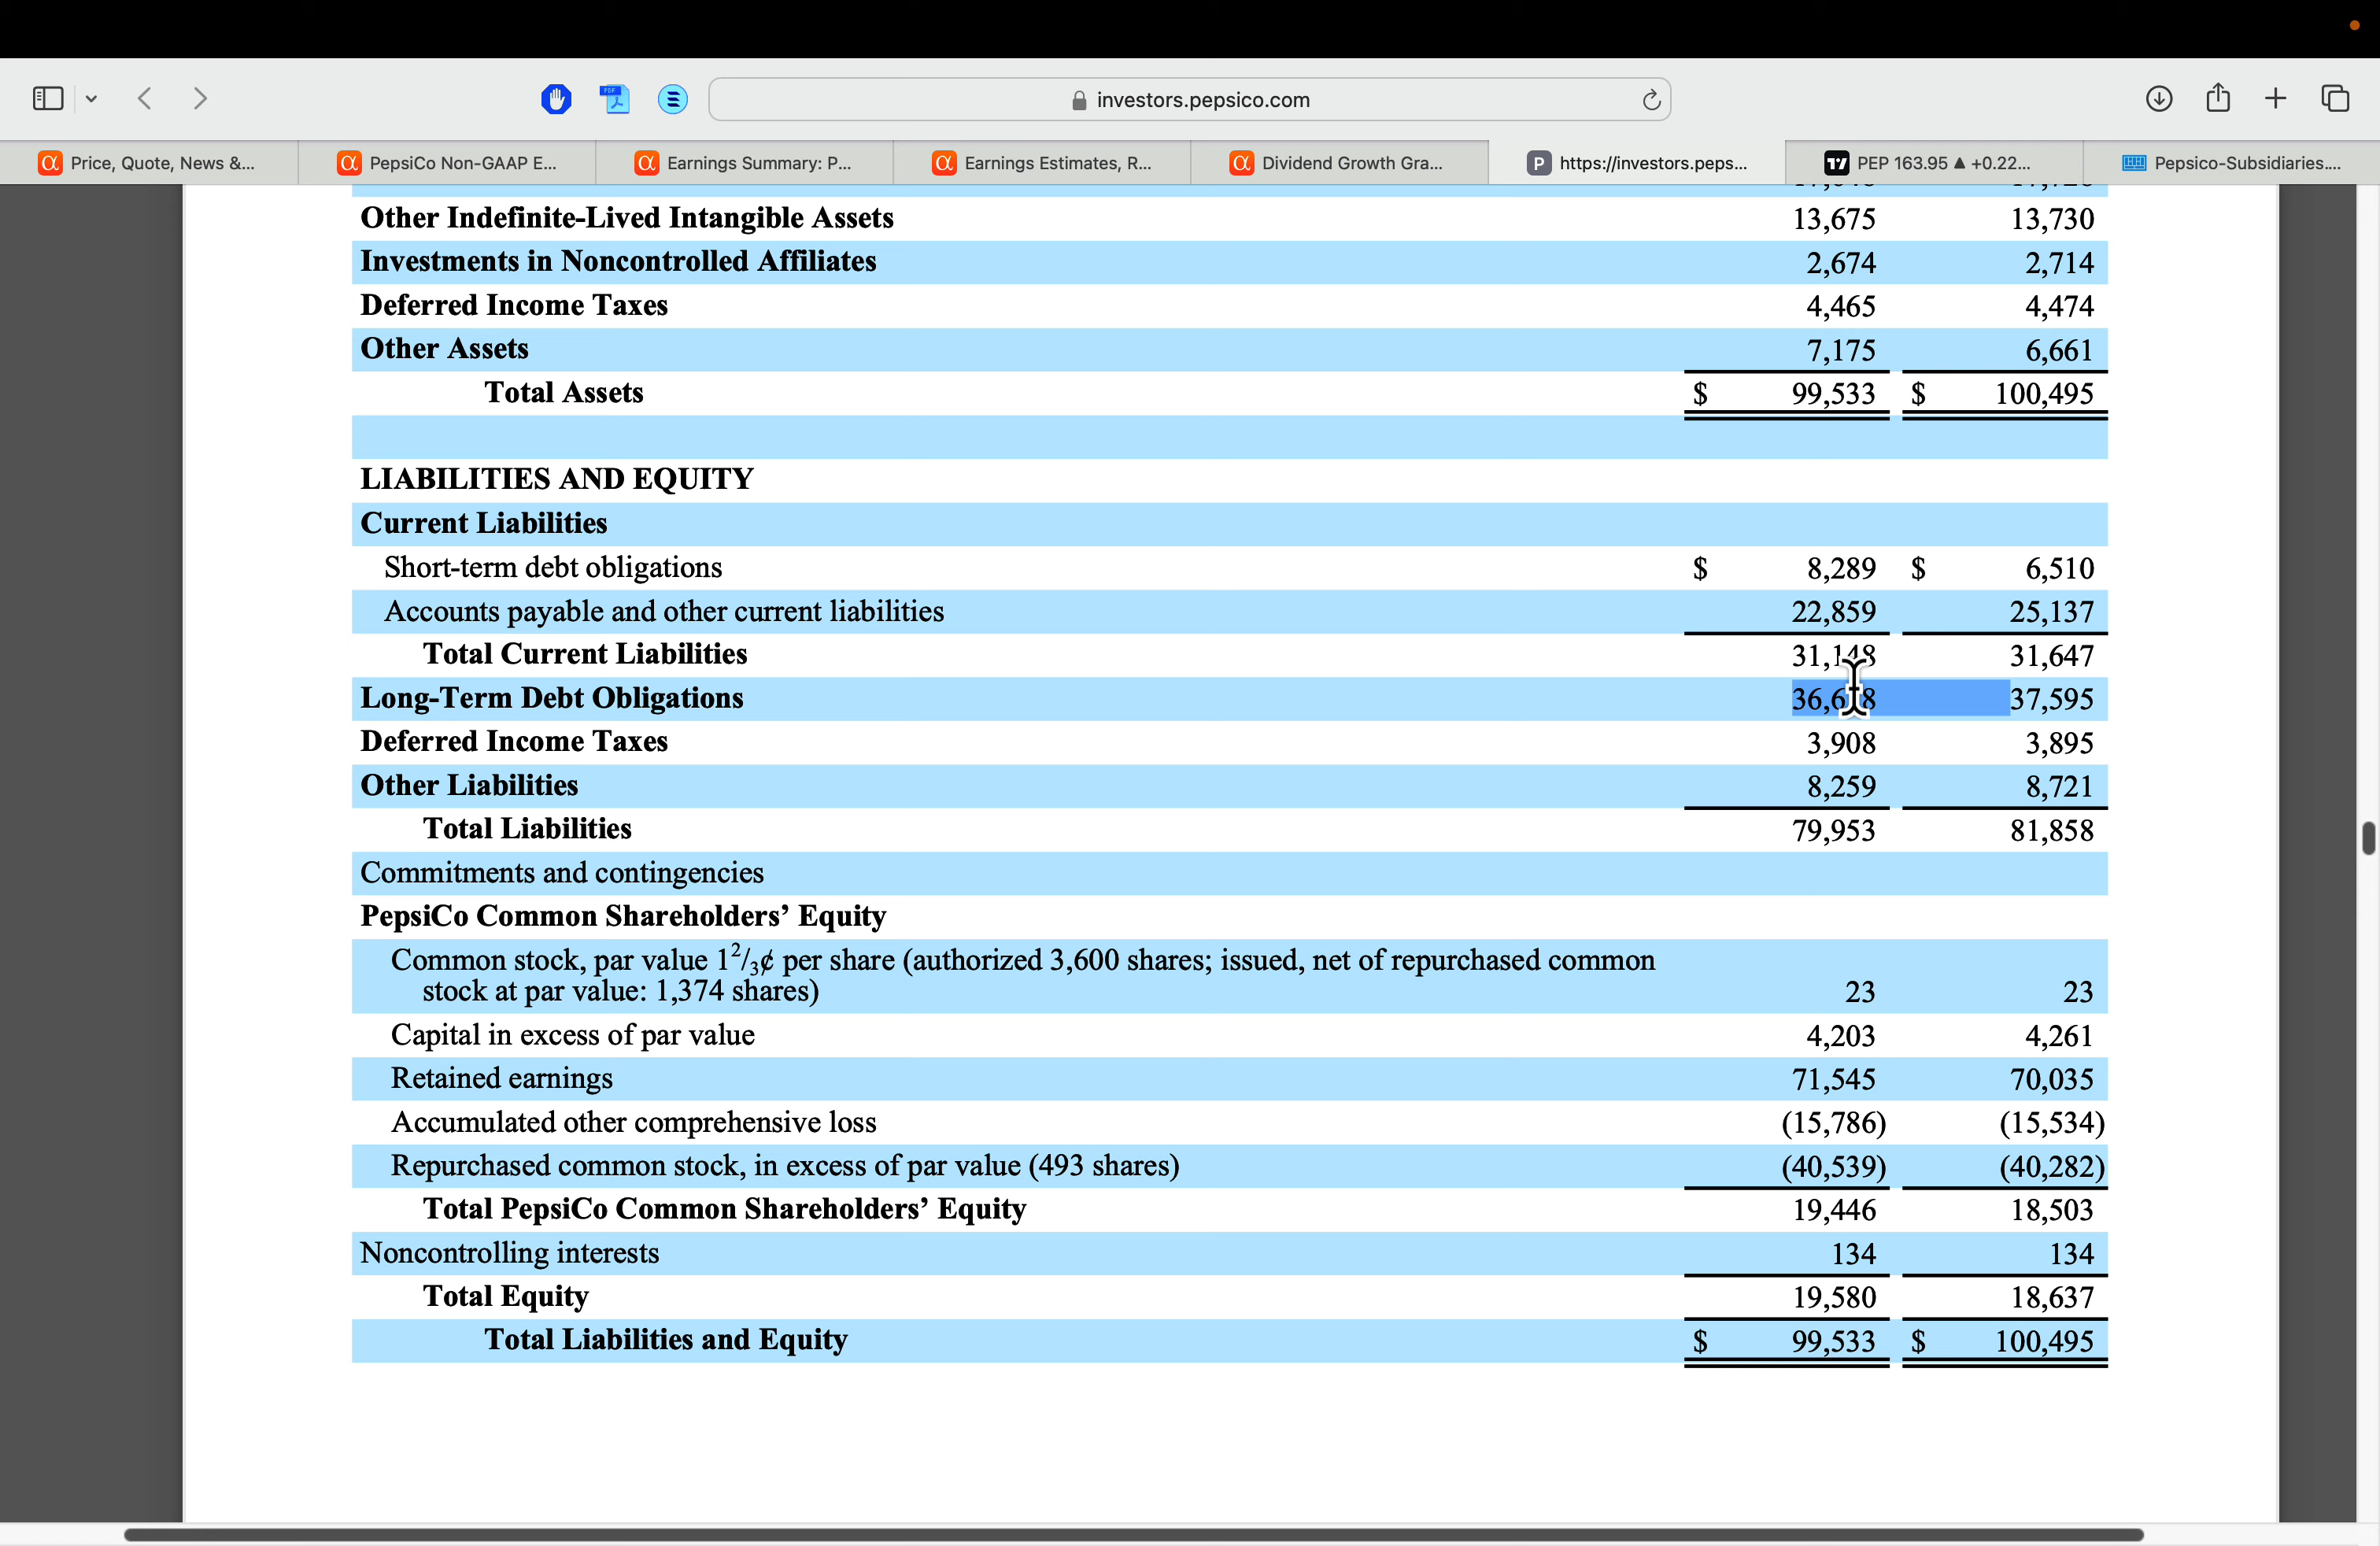 investors.pepsico.com
Price, Quote, News &...
PepsiCo Non-GAAP E...
Earnings Summary: P...
Earnings Estimates, R...
Dividend Growth Gra...
P https://investors.peps...
PEP 163.95 ▲ +0.22...
Pepsico-Subsidiaries....
Other Indefinite-Lived Intangible Assets 13,675 13,730
Investments in Noncontrolled Affiliates 2,674 2,714
Deferred Income Taxes 4,465 4,474
Other Assets 7,175 6,661
Total Assets $ 99,533 $ 100,495
LIABILITIES AND EQUITY
Current Liabilities
Short-term debt obligations $ 8,289 $ 6,510
Accounts payable and other current liabilities 22,859 25,137
Total Current Liabilities 31,148 31,647
Long-Term Debt Obligations 36,638 37,595
Deferred Income Taxes 3,908 3,895
Other Liabilities 8,259 8,721
Total Liabilities 79,953 81,858
Commitments and contingencies
PepsiCo Common Shareholders’ Equity
Common stock, par value 1²/₃¢ per share (authorized 3,600 shares; issued, net of repurchased common
stock at par value: 1,374 shares) 23 23
Capital in excess of par value 4,203 4,261
Retained earnings 71,545 70,035
Accumulated other comprehensive loss (15,786) (15,534)
Repurchased common stock, in excess of par value (493 shares) (40,539) (40,282)
Total PepsiCo Common Shareholders’ Equity 19,446 18,503
Noncontrolling interests 134 134
Total Equity 19,580 18,637
Total Liabilities and Equity $ 99,533 $ 100,495